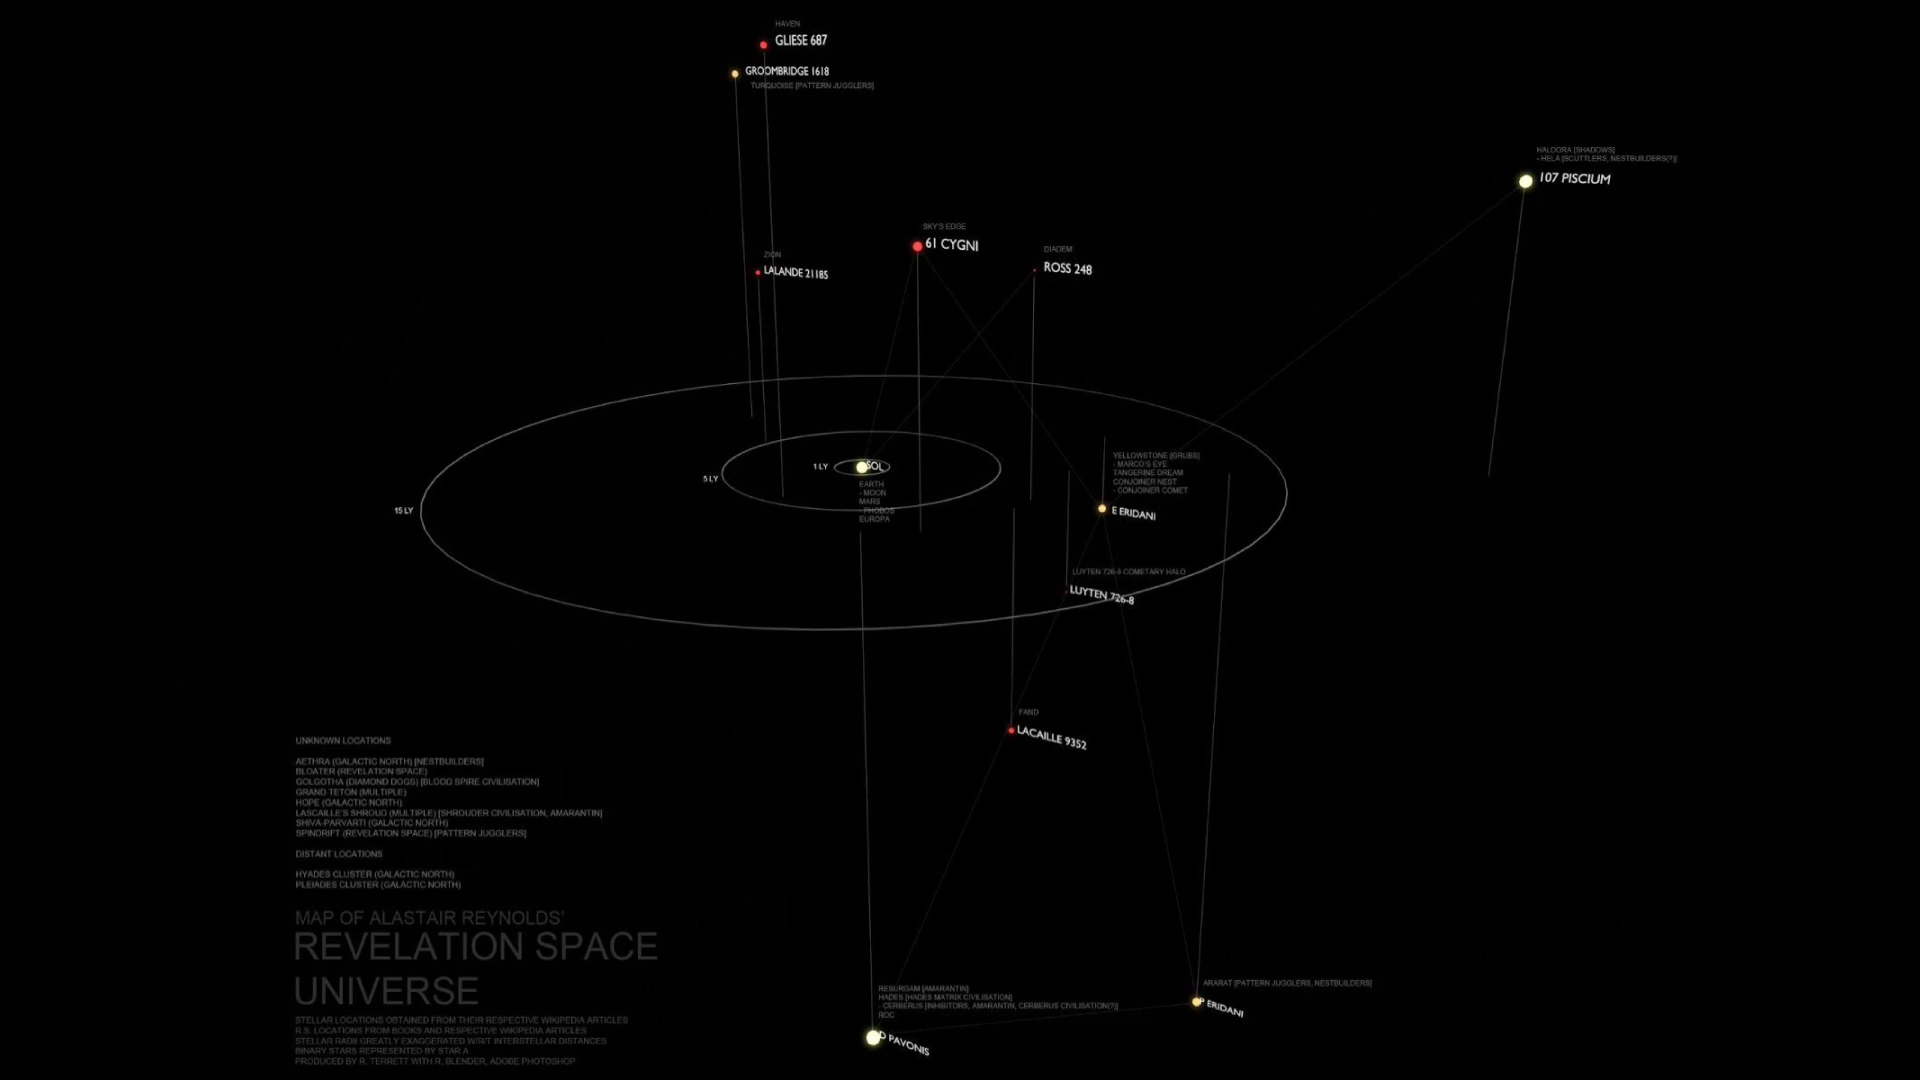 HAVEN
GLIESE 687
GROOMBRIDGE 1618
TURQUOISE [PATTERN JUGGLERS]
HALDORA [SHADOWS]
- HELA [SCUTTLERS, NESTBUILDERS(?)]
107 PISCIUM
SKY'S EDGE
61 CYGNI
DIADEM
ROSS 248
ZION
LALANDE 21185
1 LY
SOL
5 LY
EARTH
- MOON
MARS
- PHOBOS
EUROPA
15 LY
YELLOWSTONE [GRUBS]
- MARCO'S EYE
TANGERINE DREAM
CONJOINER NEST
- CONJOINER COMET
E ERIDANI
LUYTEN 726-8 COMETARY HALO
LUYTEN 726-8
FAND
LACAILLE 9352
UNKNOWN LOCATIONS
AETHRA (GALACTIC NORTH) [NESTBUILDERS]
BLOATER (REVELATION SPACE)
GOLGOTHA (DIAMOND DOGS) [BLOOD SPIRE CIVILISATION]
GRAND TETON (MULTIPLE)
HOPE (GALACTIC NORTH)
LASCAILLE'S SHROUD (MULTIPLE) [SHROUDER CIVILISATION, AMARANTIN]
SHIVA-PARVARTI (GALACTIC NORTH)
SPINDRIFT (REVELATION SPACE) [PATTERN JUGGLERS]
DISTANT LOCATIONS
HYADES CLUSTER (GALACTIC NORTH)
PLEIADES CLUSTER (GALACTIC NORTH)
MAP OF ALASTAIR REYNOLDS'
REVELATION SPACE
UNIVERSE
STELLAR LOCATIONS OBTAINED FROM THEIR RESPECTIVE WIKIPEDIA ARTICLES
R.S. LOCATIONS FROM BOOKS AND RESPECTIVE WIKIPEDIA ARTICLES
STELLAR RADII GREATLY EXAGGERATED W/R/T INTERSTELLAR DISTANCES
BINARY STARS REPRESENTED BY STAR A
PRODUCED BY R. TERRETT WITH R. BLENDER, ADOBE PHOTOSHOP
RESURGAM [AMARANTIN]
HADES [HADES MATRIX CIVILISATION]
- CERBERUS [INHIBITORS, AMARANTIN, CERBERUS CIVILISATION(?)]
ROC
D PAVONIS
ARARAT [PATTERN JUGGLERS, NESTBUILDERS]
P ERIDANI